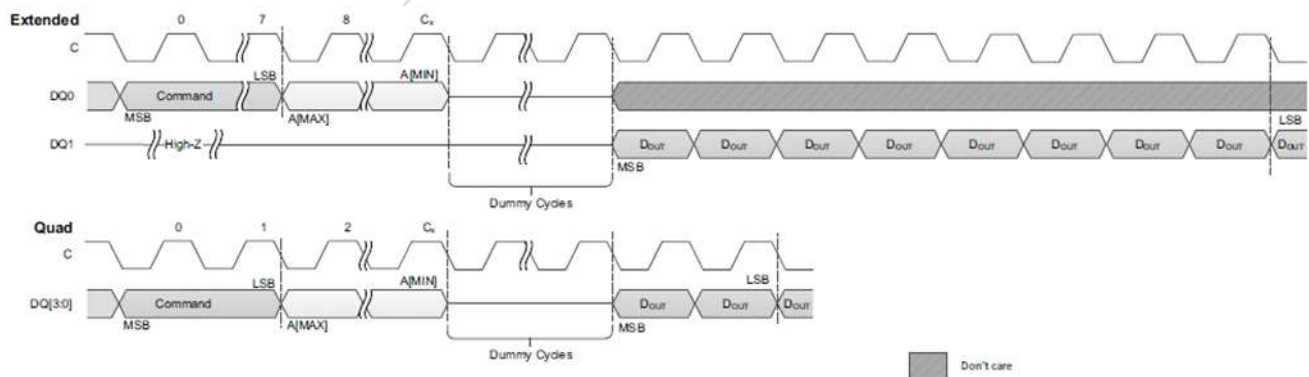 Extended
0 7 8 Cx
C
LSB A[MIN]
DQ0 Command
MSB A[MAX] LSB
DQ1 High-Z DOUT DOUT DOUT DOUT DOUT DOUT DOUT DOUT DOUT
MSB
Dummy Cycles
Quad
0 1 2 Cx
C
LSB A[MIN] LSB
DQ[3:0] Command DOUT DOUT DOUT
MSB A[MAX] MSB
Dummy Cycles
Don't care